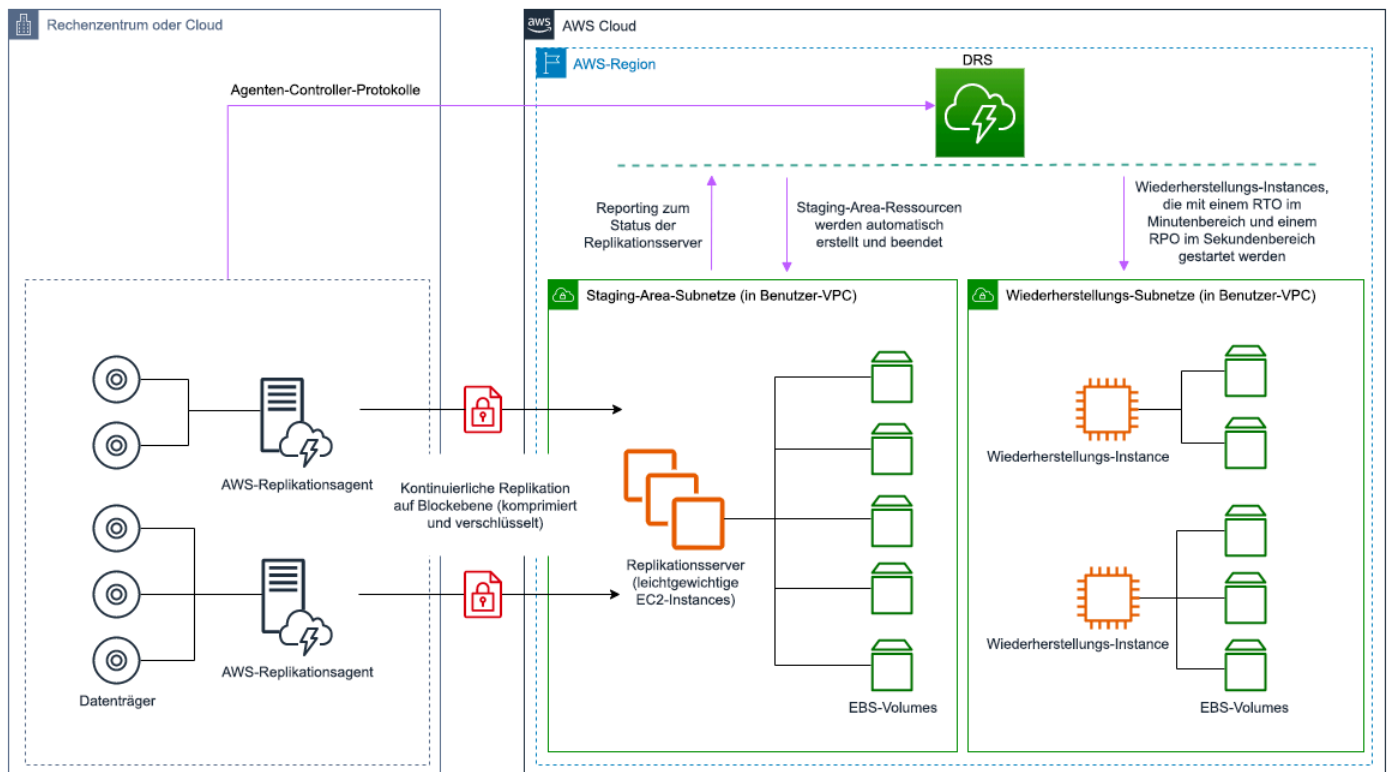 Rechenzentrum oder Cloud
aws
AWS Cloud
AWS-Region
DRS
Agenten-Controller-Protokolle
Reporting zum
Status der
Replikationsserver
Staging-Area-Ressourcen
werden automatisch
erstellt und beendet
Wiederherstellungs-Instances,
die mit einem RTO im
Minutenbereich und einem
RPO im Sekundenbereich
gestartet werden
Staging-Area-Subnetze (in Benutzer-VPC)
Wiederherstellungs-Subnetze (in Benutzer-VPC)
AWS-Replikationsagent
Kontinuierliche Replikation
auf Blockebene (komprimiert
und verschlüsselt)
Wiederherstellungs-Instance
Replikationsserver
(leichtgewichtige
EC2-Instances)
AWS-Replikationsagent
Wiederherstellungs-Instance
Datenträger
EBS-Volumes
EBS-Volumes